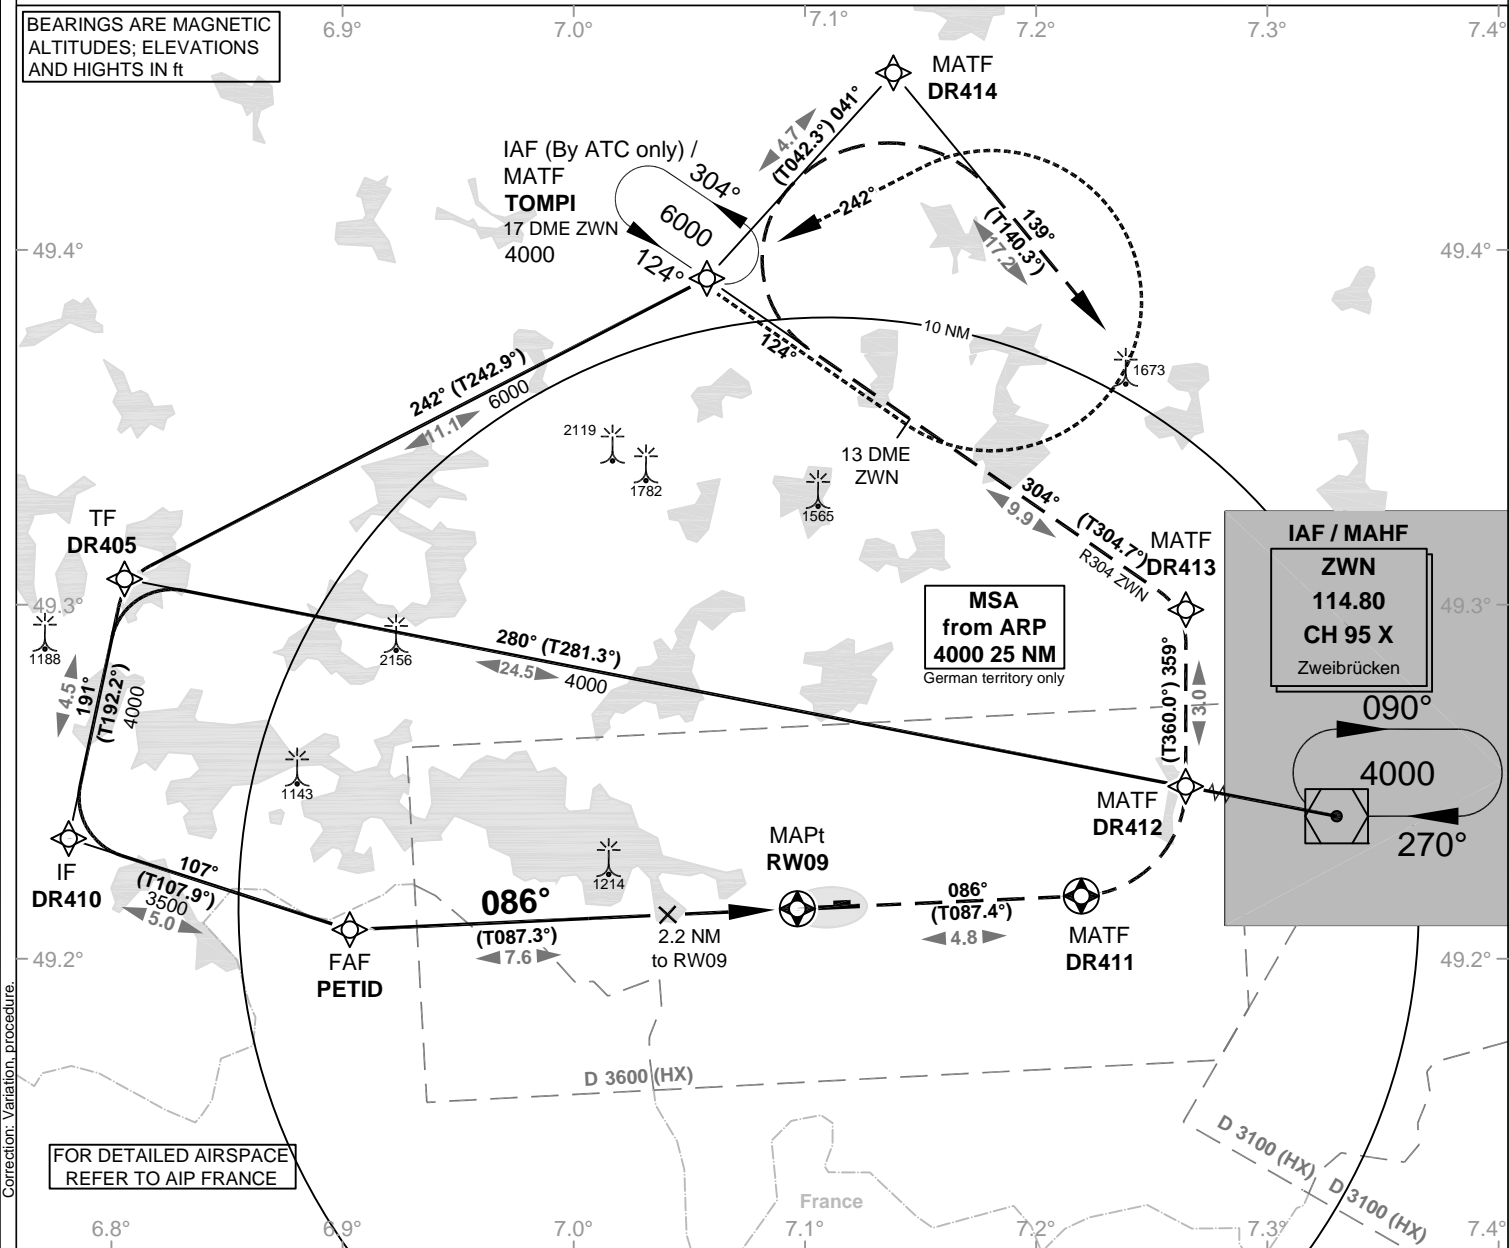 BEARINGS ARE MAGNETIC
ALTITUDES; ELEVATIONS
AND HIGHTS IN ft
6.9°
7.0°
7.1°
7.2°
7.3°
7.4°
MATF
DR414
4.7
(T042.3°) 041°
IAF (By ATC only) /
MATF
TOMPI
17 DME ZWN
4000
304°
6000
124°
242°
139°
(T140.3°)
17.2
49.4°
49.4°
10 NM
124°
1673
242° (T242.9°)
6000
11.1
2119
1782
1565
13 DME
ZWN
304°
(T304.7°)
9.9
R304 ZWN
MATF
DR413
IAF / MAHF
ZWN
114.80
CH 95 X
Zweibrücken
090°
4000
270°
TF
DR405
49.3°
49.3°
1188
2156
MSA
from ARP
4000 25 NM
German territory only
280° (T281.3°)
24.5
4000
(T360.0°) 359°
3.0
4.5
191°
(T192.2°)
4000
1143
MATF
DR412
MAPt
RW09
IF
DR410
107°
(T107.9°)
3500
5.0
1214
086°
(T087.3°)
7.6
2.2 NM
to RW09
086°
(T087.4°)
4.8
MATF
DR411
FAF
PETID
49.2°
49.2°
D 3600 (HX)
D 3100 (HX)
D 3100 (HX)
FOR DETAILED AIRSPACE
REFER TO AIP FRANCE
France
6.8°
6.9°
7.0°
7.1°
7.2°
7.3°
7.4°
Correction: Variation, procedure.